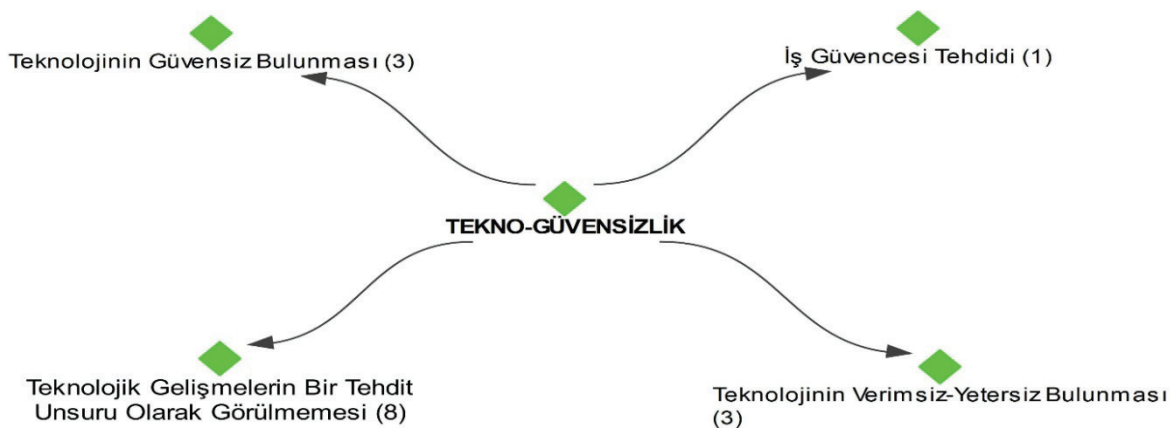 Teknolojinin Güvensiz Bulunması (3)
İş Güvencesi Tehdidi (1)
TEKNO-GÜVENSİZLİK
Teknolojik Gelişmelerin Bir Tehdit
Unsuru Olarak Görülmemesi (8)
Teknolojinin Verimsiz-Yetersiz Bulunması
(3)